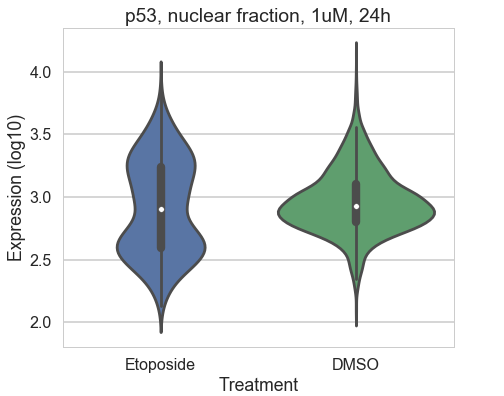 p53, nuclear fraction, 1uM, 24h
Expression (log10)
4.0
3.5
3.0
2.5
2.0
Etoposide DMSO
Treatment